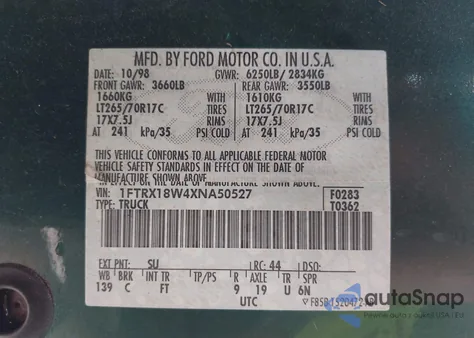 MFD. BY FORD MOTOR CO. IN U.S.A.
DATE: 10/98 GVWR: 6250LB/ 2834KG
FRONT GAWR: 3660LB REAR GAWR: 3550LB
1660KG WITH 1610KG WITH
LT265/70R17C TIRES LT265/70R17C TIRES
17X7.5J RIMS 17X7.5J RIMS
AT 241 kPa/35 PSI COLD AT 241 kPa/35 PSI COLD
THIS VEHICLE CONFORMS TO ALL APPLICABLE FEDERAL MOTOR
VEHICLE SAFETY STANDARDS IN EFFECT ON THE DATE OF
MANUFACTURE SHOWN ABOVE.
1FTRX18W4XNA50527 F0283
TYPE: TRUCK T0362
EXT PNT: SU RC: 44 DSO:
WB BRK INT TR TP/PS R AXLE TR SPR
139 C FT 9 19 U 6N
UTC
autoSnap